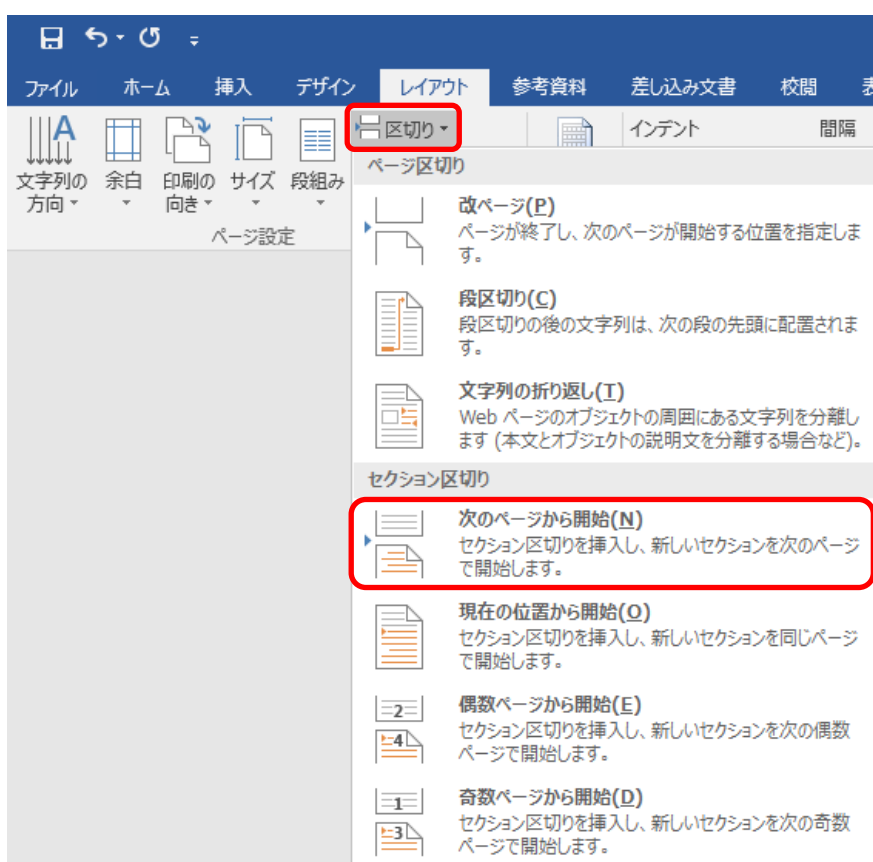 ファイル ホーム 挿入 デザイン レイアウト 参考資料 差し込み文書 校閲
文字列の方向 余白 印刷の向き サイズ 段組み
ページ設定
区切り
インデント 間隔
ページ区切り
改ページ(P)
ページが終了し、次のページが開始する位置を指定しま
す。
段区切り(C)
段区切りの後の文字列は、次の段の先頭に配置されま
す。
文字列の折り返し(T)
Web ページのオブジェクトの周囲にある文字列を分離し
ます (本文とオブジェクトの説明文を分離する場合など)。
セクション区切り
次のページから開始(N)
セクション区切りを挿入し、新しいセクションを次のページ
で開始します。
現在の位置から開始(O)
セクション区切りを挿入し、新しいセクションを同じページ
で開始します。
2
4
偶数ページから開始(E)
セクション区切りを挿入し、新しいセクションを次の偶数
ページで開始します。
1
3
奇数ページから開始(D)
セクション区切りを挿入し、新しいセクションを次の奇数
ページで開始します。